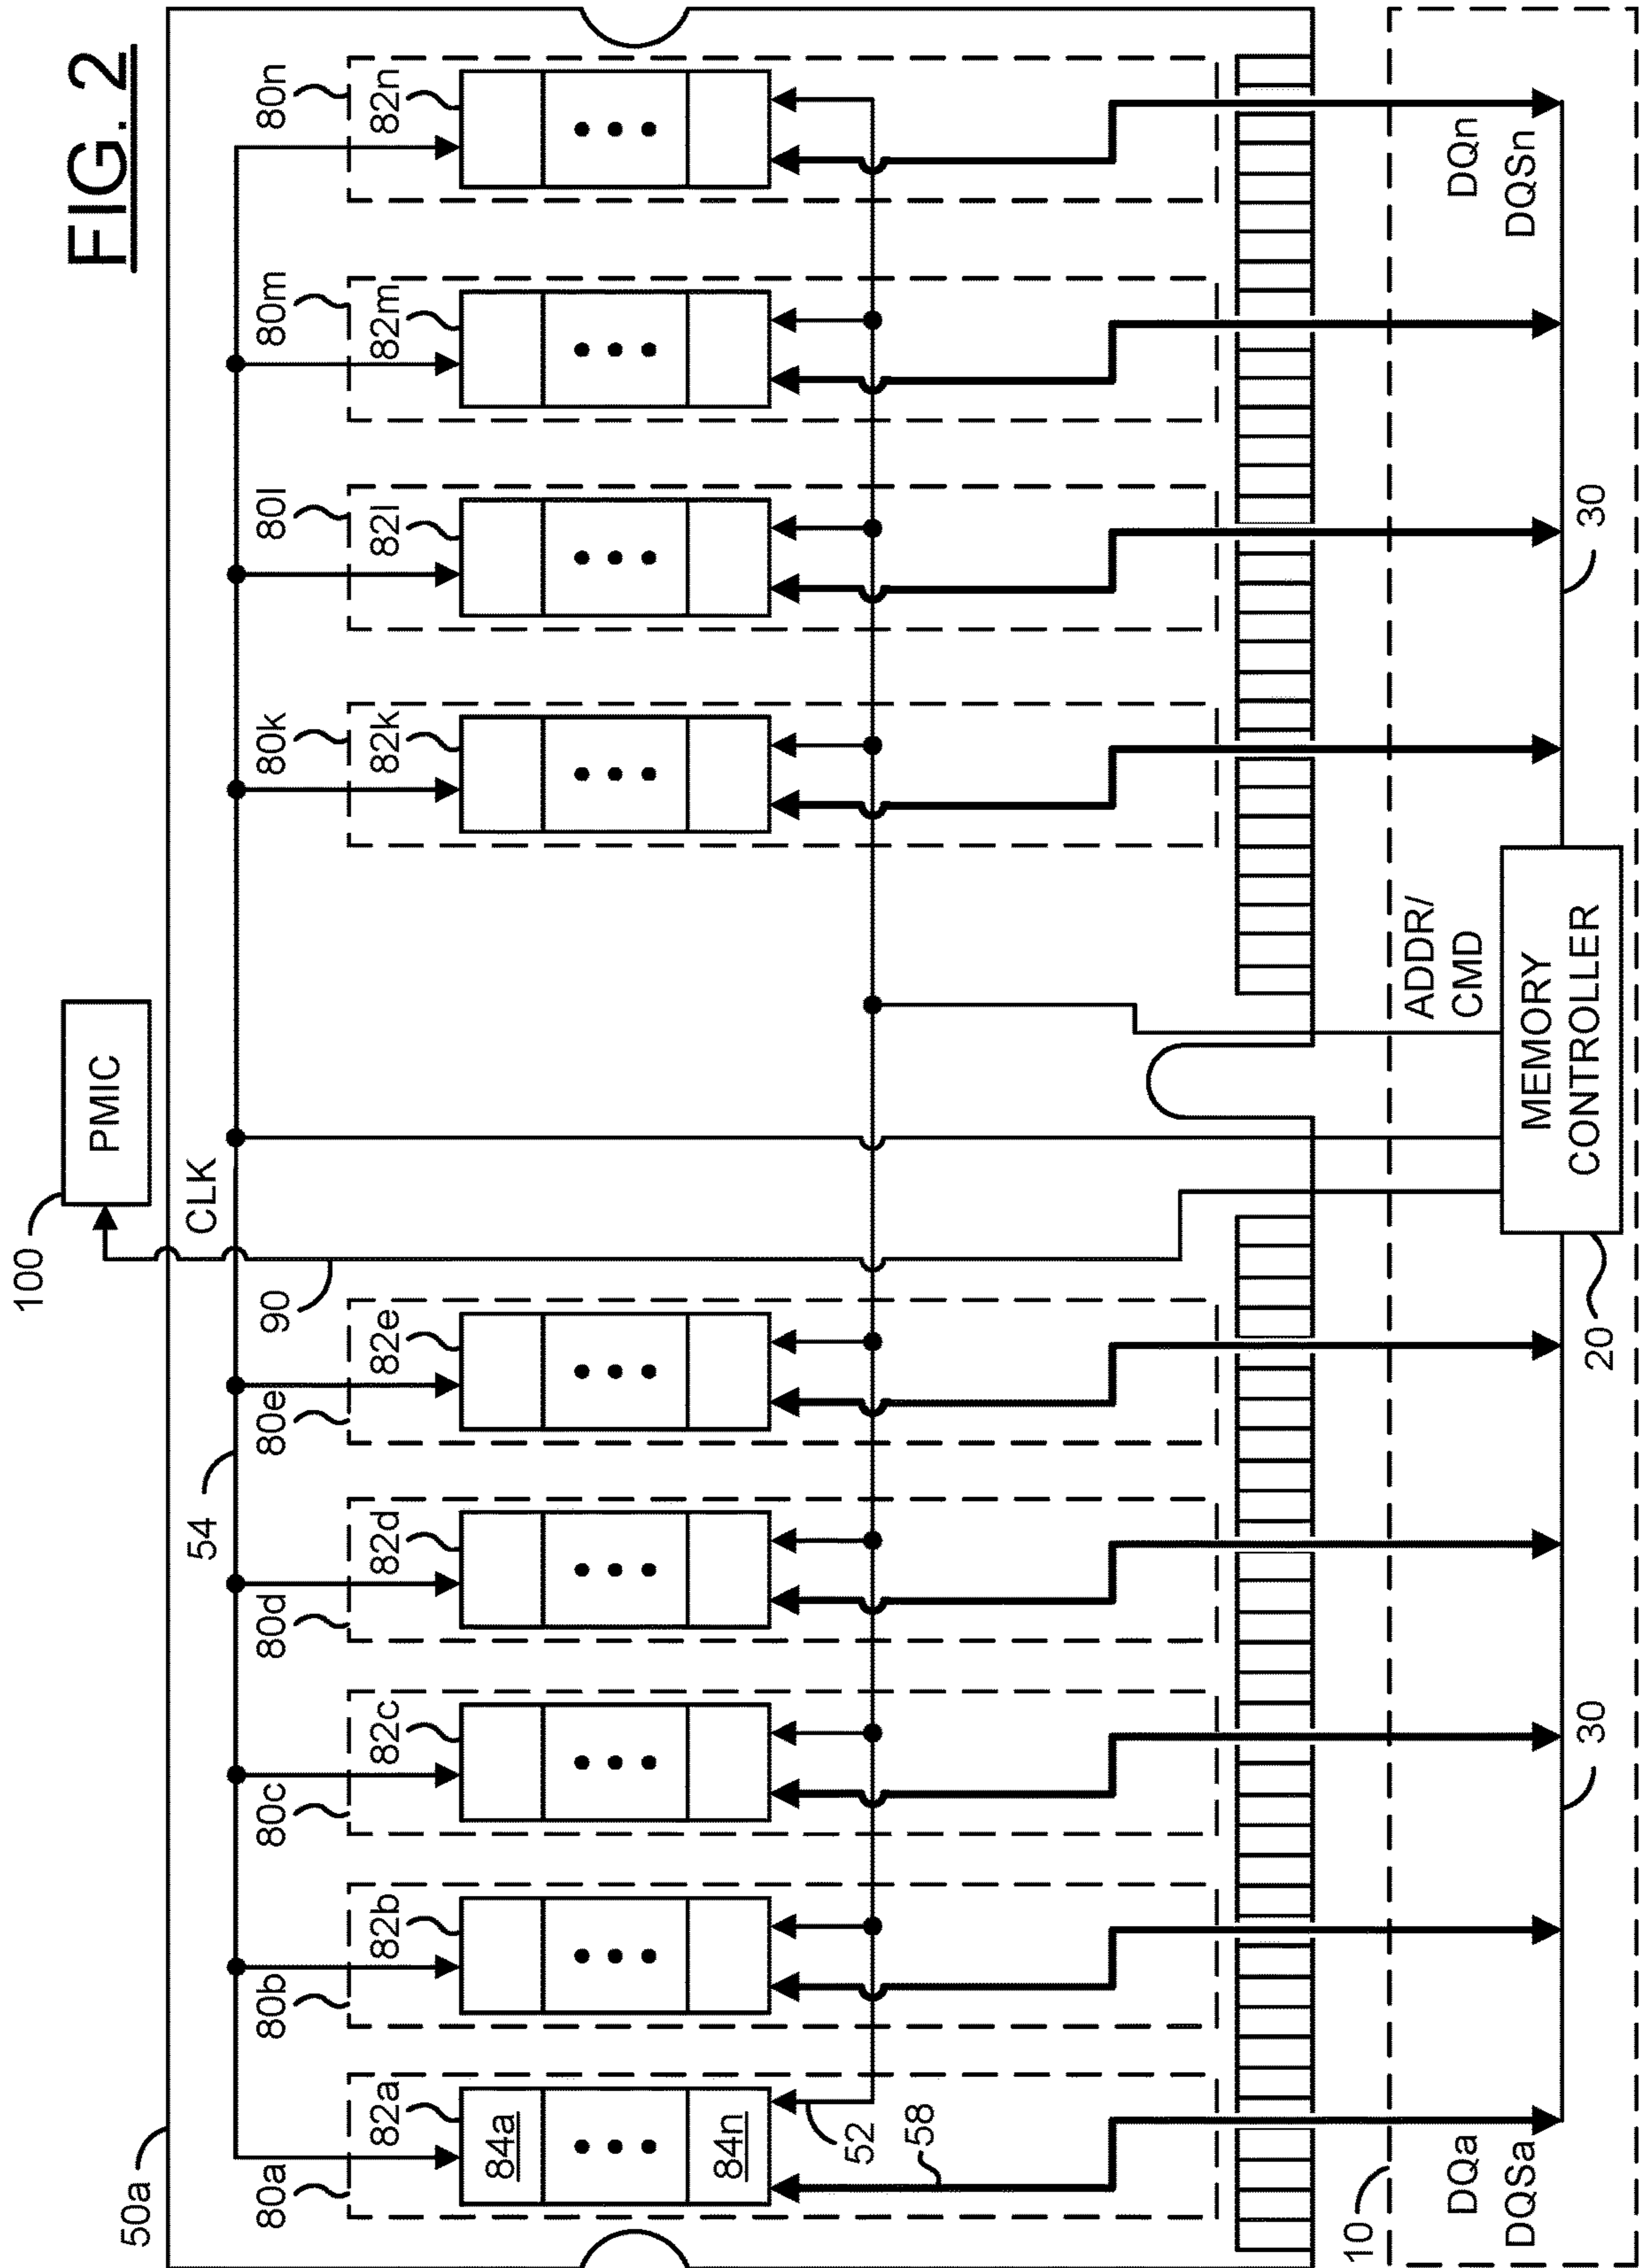 FIG. 2
100
PMIC
50a
CLK
54
90
80a
82a
80b
82b
80c
82c
80d
82d
80e
82e
80k
82k
80l
82l
80m
82m
80n
82n
84a
84n
52
58
10
DQa
DQSa
30
20
MEMORY
CONTROLLER
ADDR/
CMD
30
DQn
DQSn